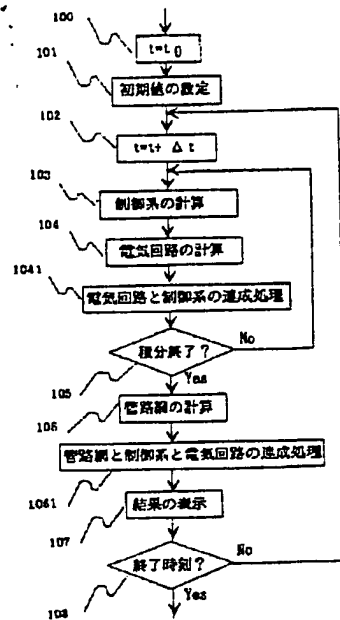 100
t=t0
101
初期値の設定
102
t=t+Δt
103
制御系の計算
104
電気回路の計算
1041
電気回路と制御系の連成処理
積分終了?
No
105
Yes
106
管路網の計算
管路網と制御系と電気回路の連成処理
1061
結果の表示
107
終了時刻?
No
108
Yes